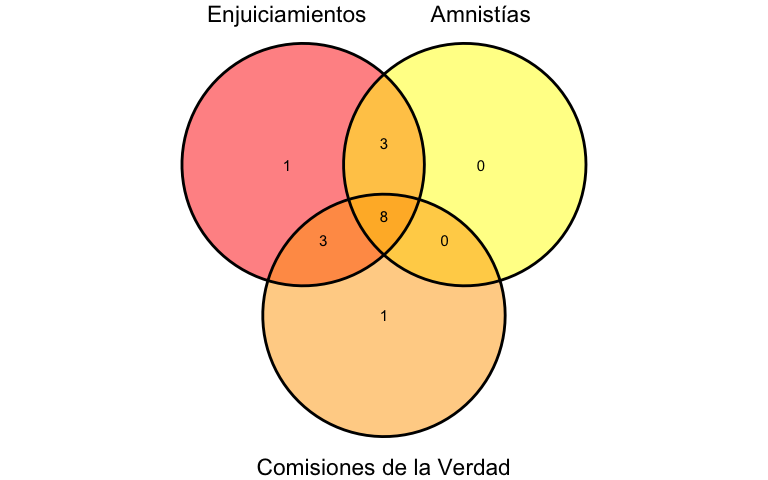 Enjuiciamientos Amnistías
3
1 0
8
3 0
1
Comisiones de la Verdad